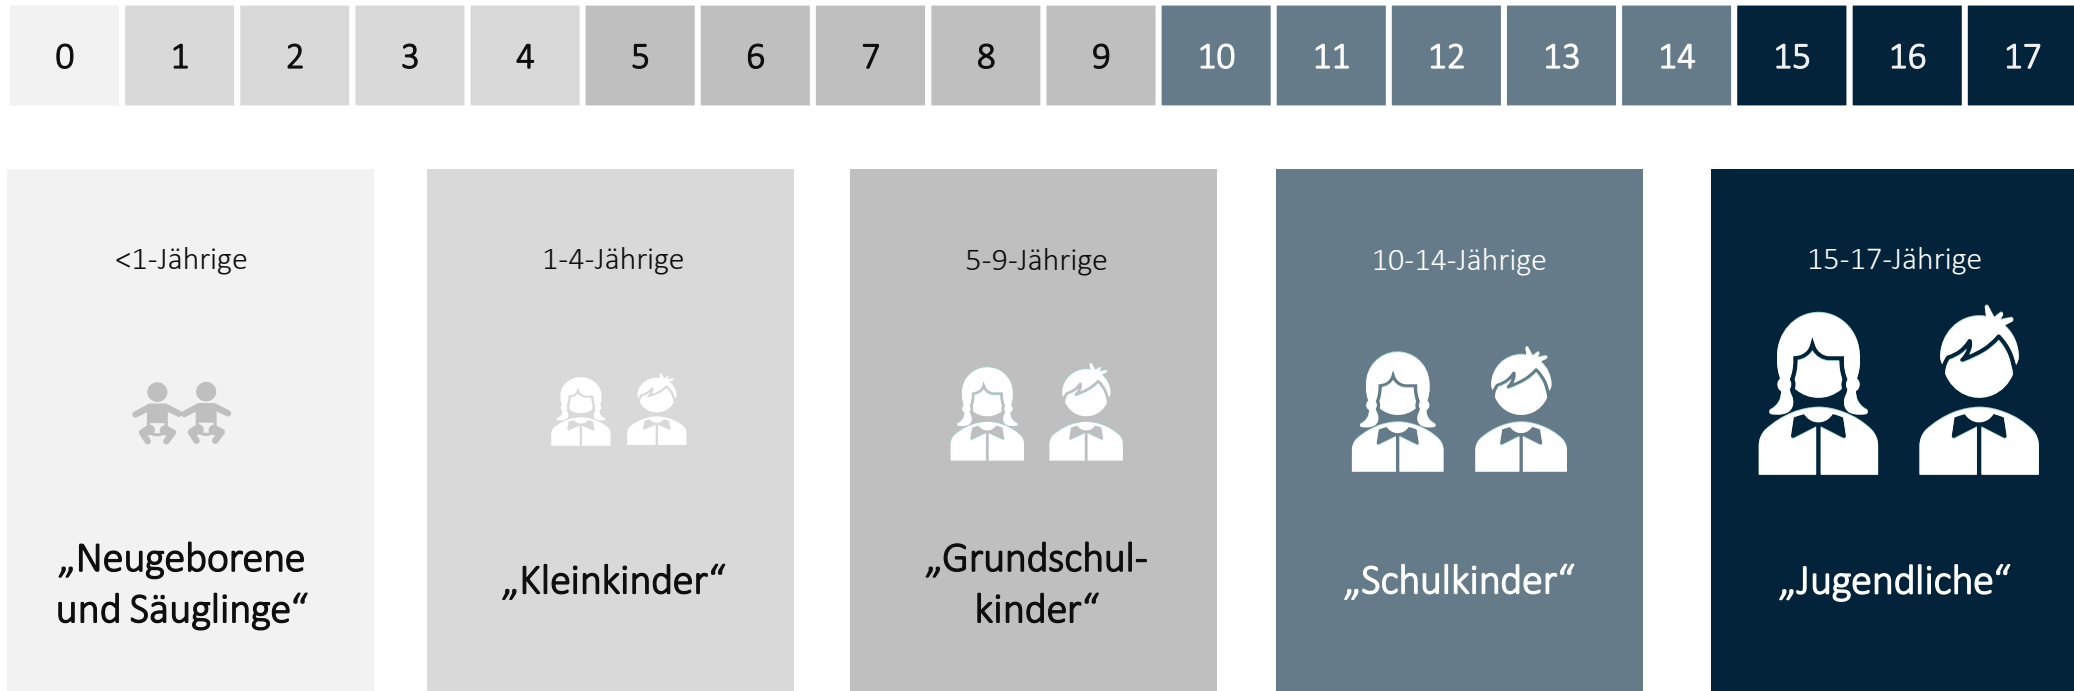 0 1 2 3 4 5 6 7 8 9 10 11 12 13 14 15 16 17
<1-Jährige
„Neugeborene
und Säuglinge“
1-4-Jährige
„Kleinkinder“
5-9-Jährige
„Grundschul-
kinder“
10-14-Jährige
„Schulkinder“
15-17-Jährige
„Jugendliche“